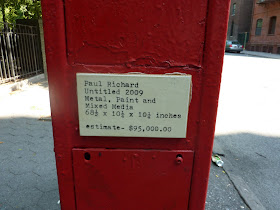 Paul Richard
Untitled 2009
Metal, Paint and
Mixed Media
68½ x 10½ x 10½ inches
estimate- $95,000.00